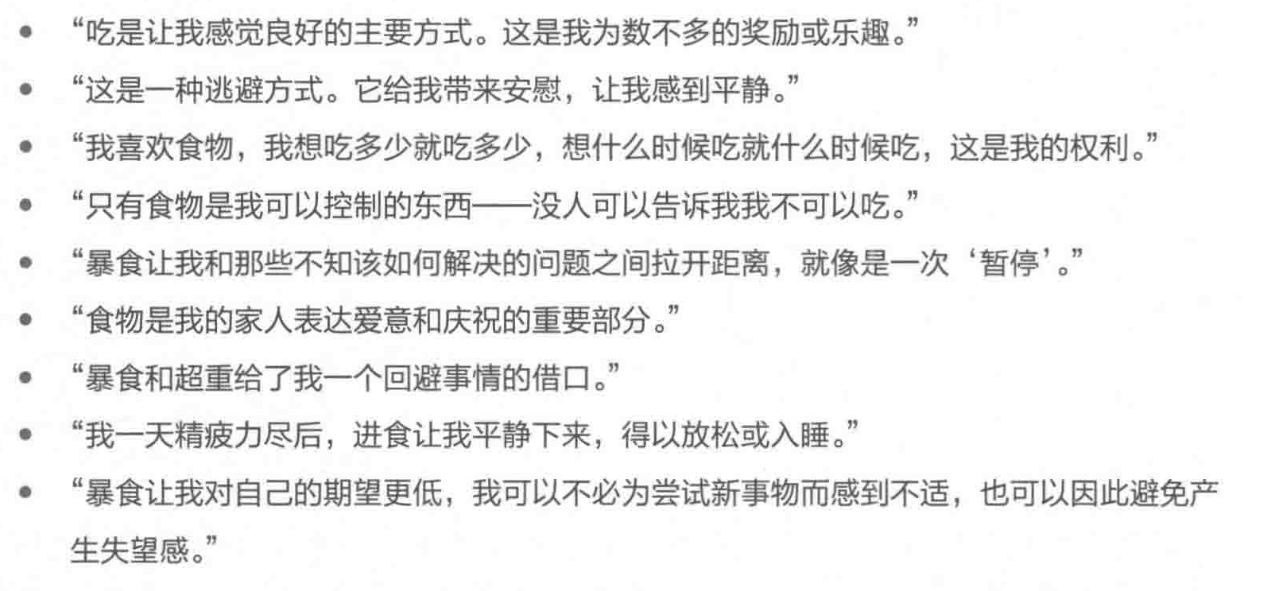 • “吃是让我感觉良好的主要方式。这是我为数不多的奖励或乐趣。”
• “这是一种逃避方式。它给我带来安慰，让我感到平静。”
• “我喜欢食物，我想吃多少就吃多少，想什么时候吃就什么时候吃，这是我的权利。”
• “只有食物是我可以控制的东西——没人可以告诉我我不可以吃。”
• “暴食让我和那些不知该如何解决的问题之间拉开距离，就像是一次‘暂停’。”
• “食物是我的家人表达爱意和庆祝的重要部分。”
• “暴食和超重给了我一个回避事情的借口。”
• “我一天精疲力尽后，进食让我平静下来，得以放松或入睡。”
• “暴食让我对自己的期望更低，我可以不必为尝试新事物而感到不适，也可以因此避免产
生失望感。”